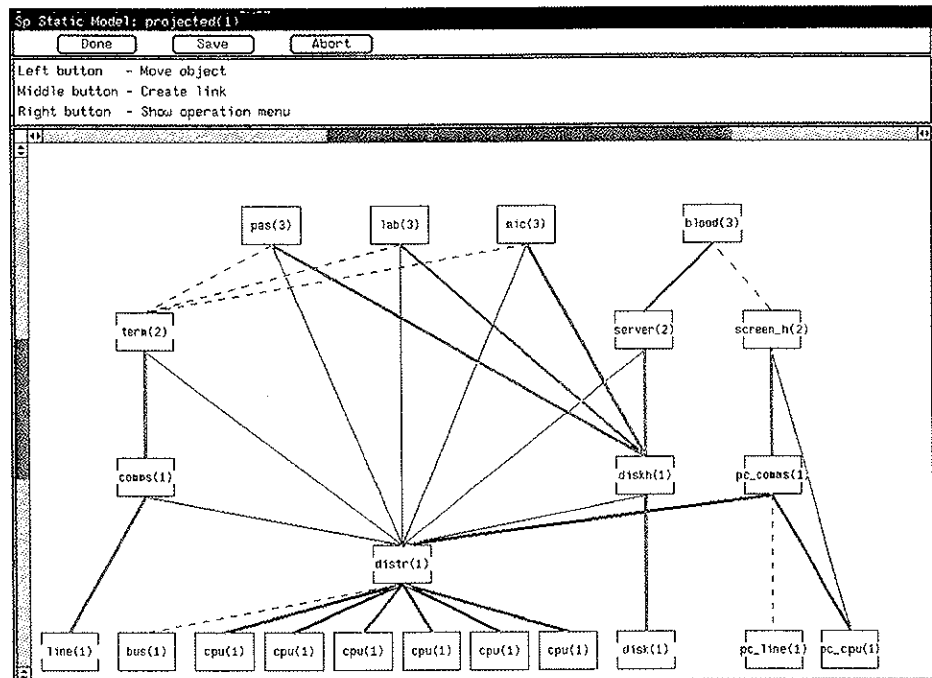 Sp Static Model: projected(1)
Done Save Abort
Left button - Move object
Middle button - Create link
Right button - Show operation menu
pas(3) lab(3) mic(3) blood(3)
term(2) server(2) screen_h(2)
comms(1) diskh(1) pc_comms(1)
distr(1)
line(1) bus(1) cpu(1) cpu(1) cpu(1) cpu(1) cpu(1) cpu(1) disk(1) pc_line(1) pc_cpu(1)